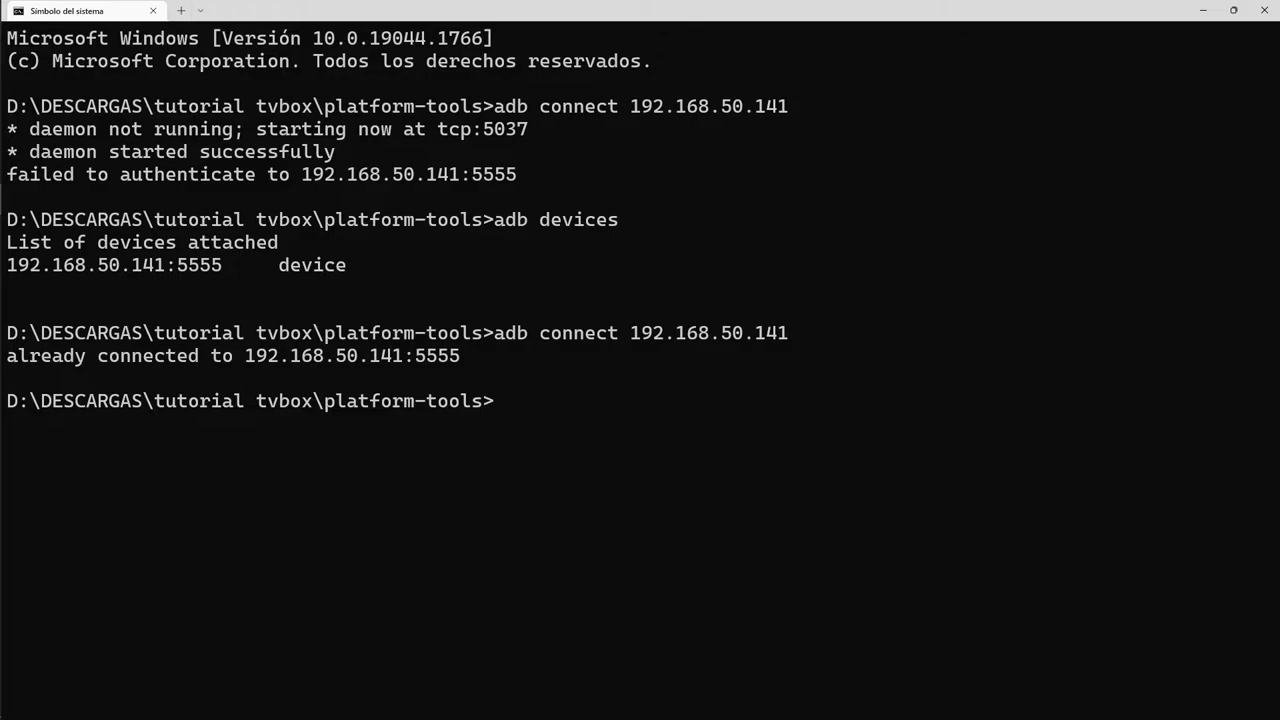 Símbolo del sistema
Microsoft Windows [Versión 10.0.19044.1766]
(c) Microsoft Corporation. Todos los derechos reservados.
D:\DESCARGAS\tutorial tvbox\platform-tools>adb connect 192.168.50.141
* daemon not running; starting now at tcp:5037
* daemon started successfully
failed to authenticate to 192.168.50.141:5555
D:\DESCARGAS\tutorial tvbox\platform-tools>adb devices
List of devices attached
192.168.50.141:5555     device
D:\DESCARGAS\tutorial tvbox\platform-tools>adb connect 192.168.50.141
already connected to 192.168.50.141:5555
D:\DESCARGAS\tutorial tvbox\platform-tools>